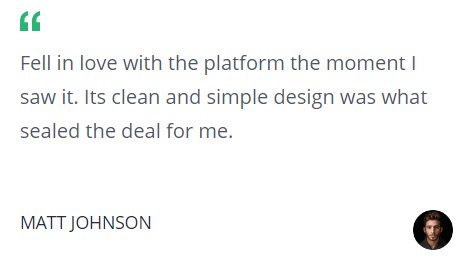 “
Fell in love with the platform the moment I
saw it. Its clean and simple design was what
sealed the deal for me.
MATT JOHNSON